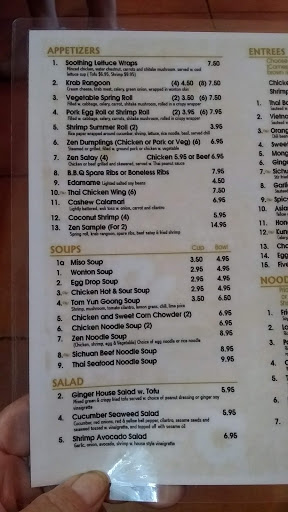 APPETIZERS
1. Soothing Lettuce Wraps 7.50
Minced chicken, water chestnut, carrots and shiitake mushroom, served w. iced
lettuce cup ( Tofu $6.95, Shrimp $9.95)
2. Krab Rangoon (4) 4.50 (8) 7.50
Cream cheese, krab meat, celery, green onion, wrapped in wonton skin
3. Vegetable Spring Roll (2) 3.50 (6) 7.50
Filled w. cabbage, celery, carrot, shiitake mushroom, rolled in a crispy wrapper
4. Pork Egg Roll or Shrimp Roll (2) 3.95 (6) 7.95
Filled w. cabbage, celery, carrots, shiitake mushroom, rolled in a crispy wrapper
5. Shrimp Summer Roll (2) 3.95
Rice paper wrapped around cucumber, shrimp, lettuce, rice noodle, basil, served chill
6. Zen Dumplings (Chicken or Pork or Veg) (6) 6.95
Steamed or grilled, filled w. ground pork or chicken or vegetable
7. Zen Satay (4) Chicken 5.95 or Beef 6.95
Chicken or beef grilled and skewered, served w. Thai peanut sauce
8. B.B.Q Spare Ribs or Boneless Ribs 7.95
9. Edamame Lighted salted soy beans 4.50
10. Thai Chicken Wing (6) 7.50
11. Cashew Calamari 6.95
Lightly battered, wok toss w. onion, carrot and cilantro
12. Coconut Shrimp (4) 5.95
13. Zen Sample (For 2) 14.95
Spring roll, krab rangoon, spare ribs, beef satay & fried shrimp
SOUPS Cup Bowl
1a Miso Soup 3.50 4.95
1. Wonton Soup 2.95 4.95
2. Egg Drop Soup 2.95 4.95
3. Chicken Hot & Sour Soup 2.95 4.95
4. Tom Yun Goong Soup 3.50 6.50
Shrimp, mushroom, tomato cilantro, lemon grass, chili, lime juice
5. Chicken and Sweet Corn Chowder (2) 6.95
6. Chicken Noodle Soup (2) 6.95
7. Zen Noodle Soup 8.95
(Chicken, shrimp, egg & Vegetable) Choice of egg noodle or rice noodle
8. Sichuan Beef Noodle Soup 8.95
9. Thai Seafood Noodle Soup 9.95
SALAD
2. Ginger House Salad w. Tofu 5.95
Mixed green & crispy fried tofu served w. choice of peanut dressing or ginger soy
vinaigrette
4. Cucumber Seaweed Salad 5.95
Cucumber, red onions, red & yellow bell pepper, cilantro, sesame seeds and
seaweed tossed w. vinaigrette, and topped off with sesame oil
5. Shrimp Avocado Salad 6.95
Garlic, onion, avocado, shrimp w. house style vinaigrette
ENTREES